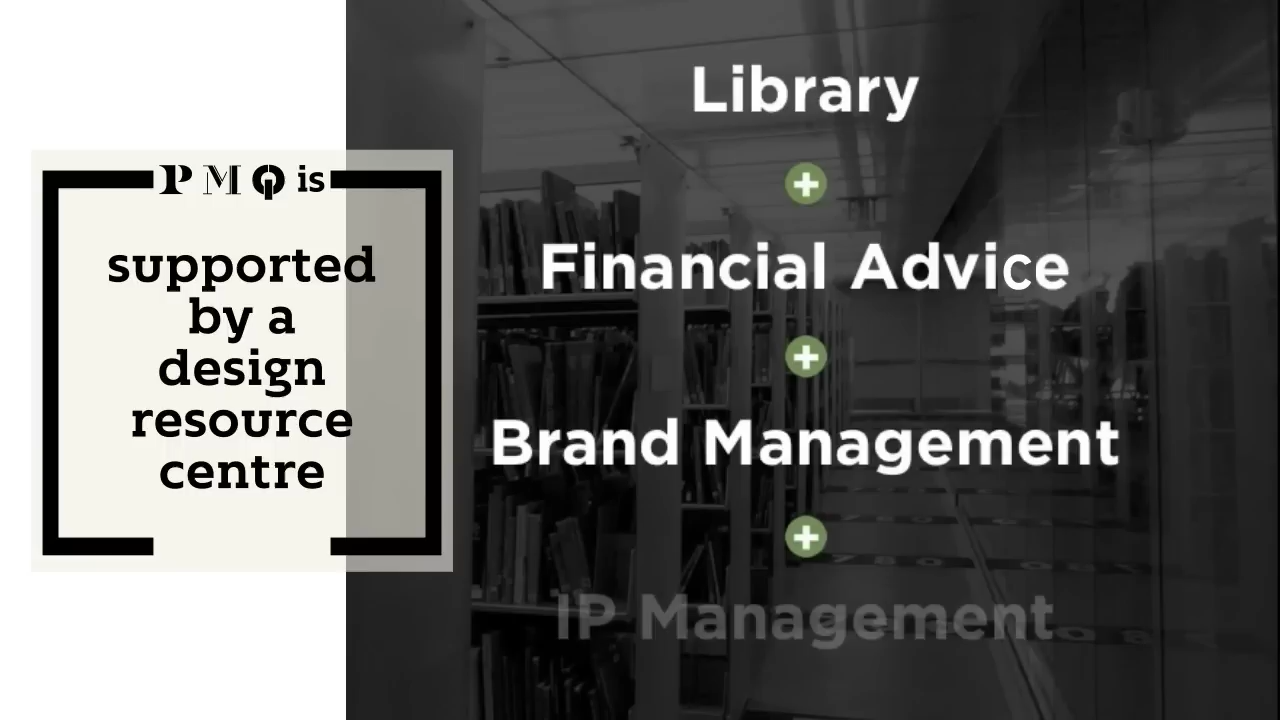 PMQ is
supported
by a
design
resource
centre
Library
Financial Advice
Brand Management
IP Management